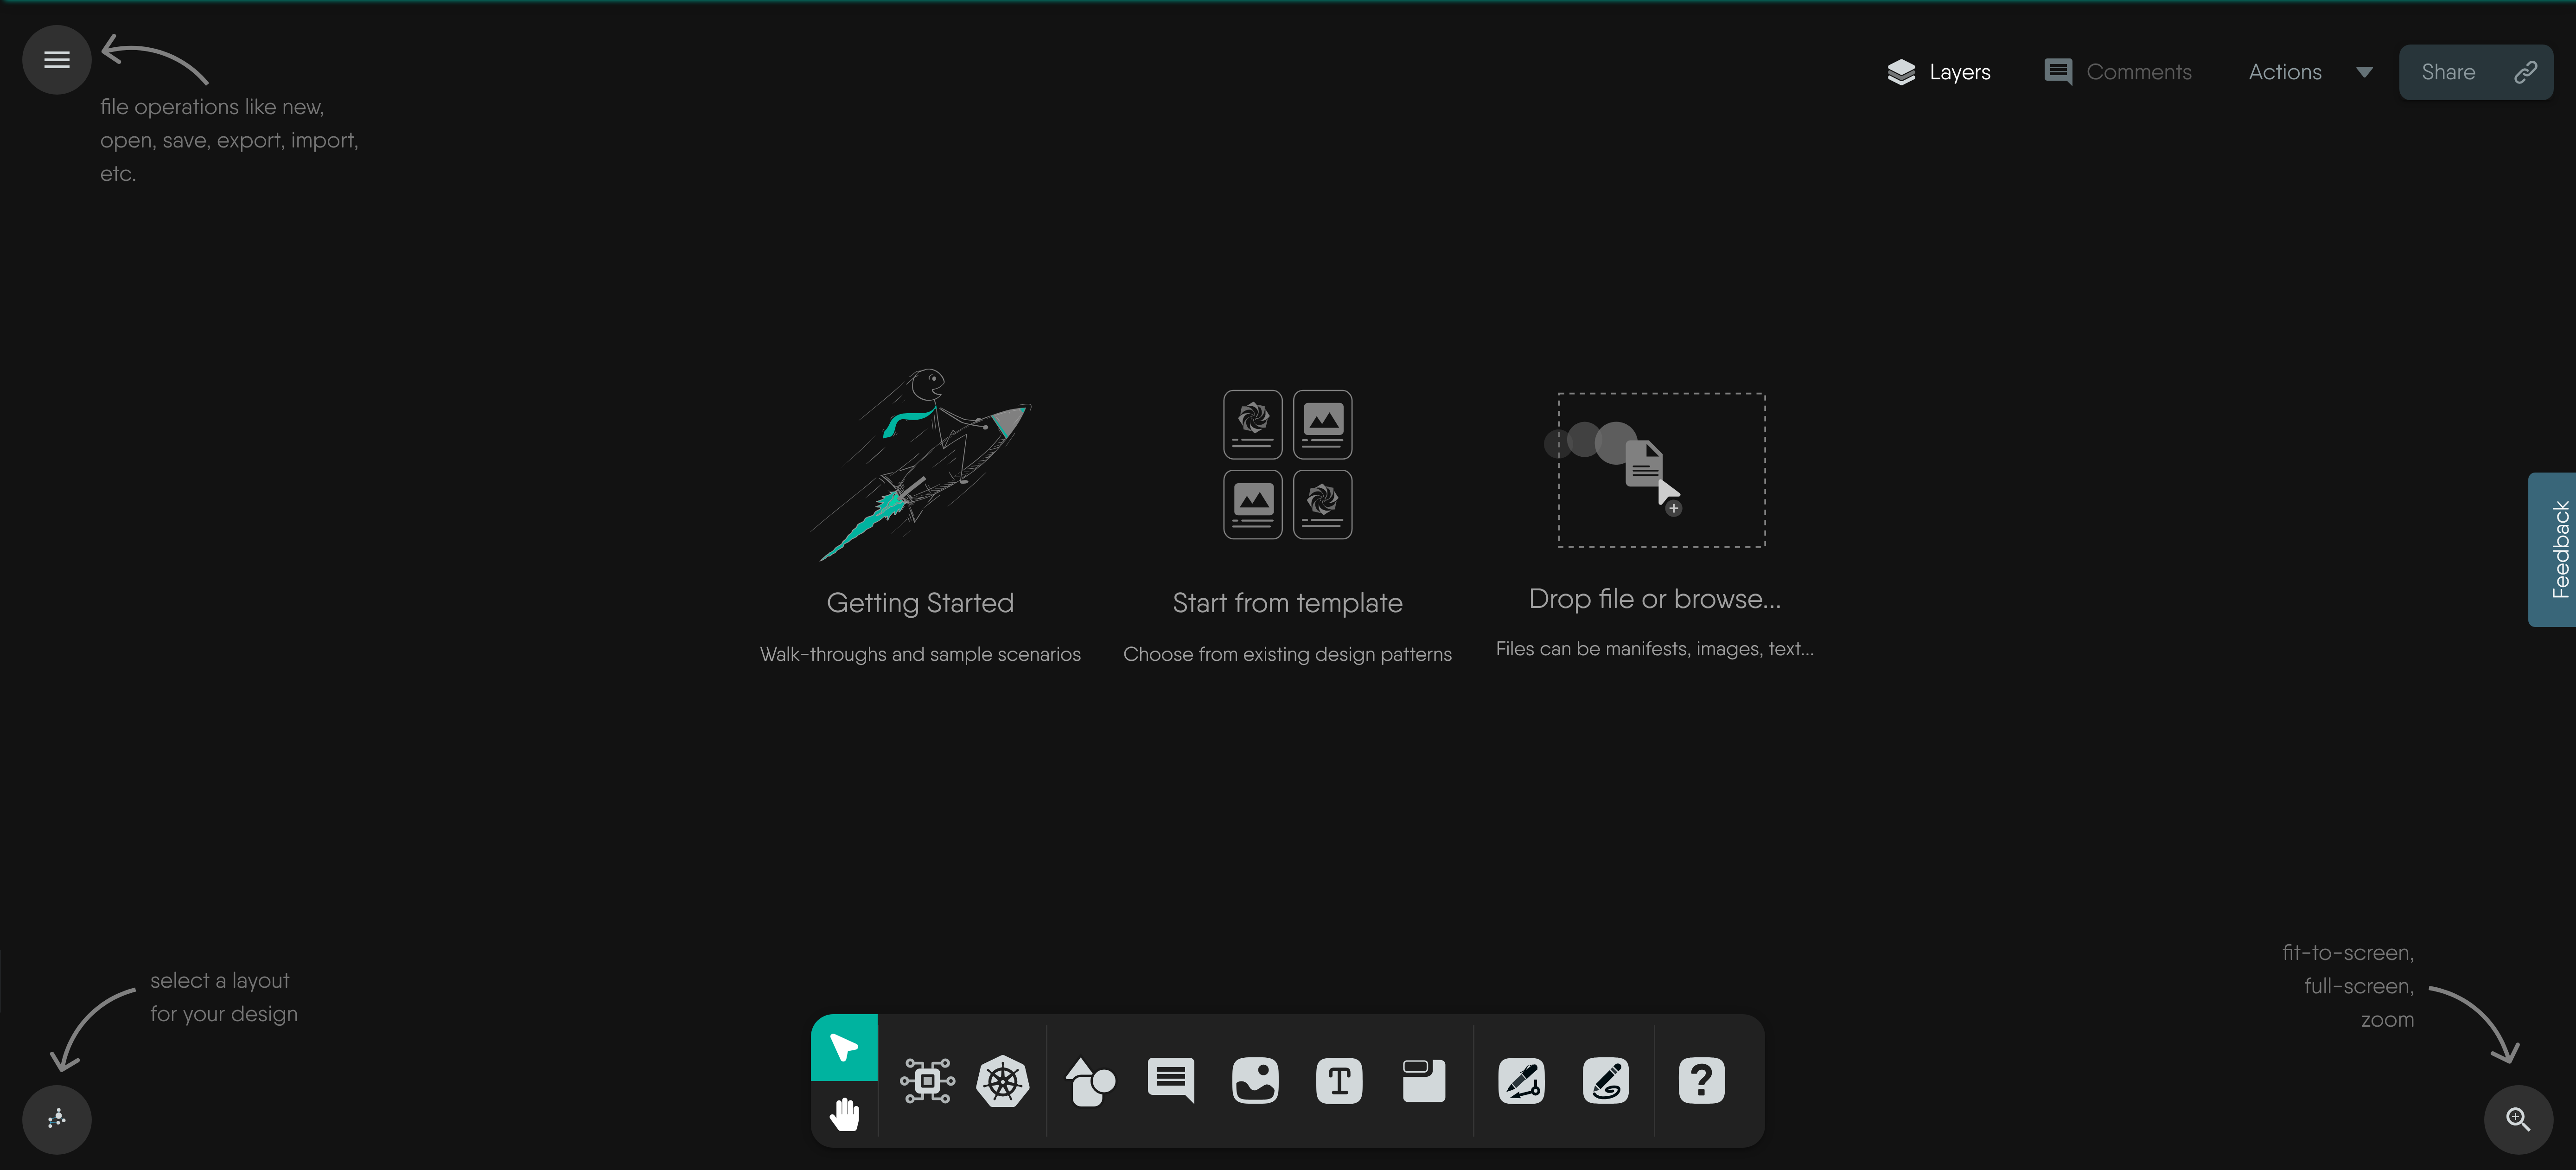 file operations like new,
open, save, export, import,
etc.
Layers
Comments
Actions
Share
Getting Started
Walk-throughs and sample scenarios
Start from template
Choose from existing design patterns
Drop file or browse...
Files can be manifests, images, text...
Feedback
select a layout
for your design
fit-to-screen,
full-screen,
zoom
T
?